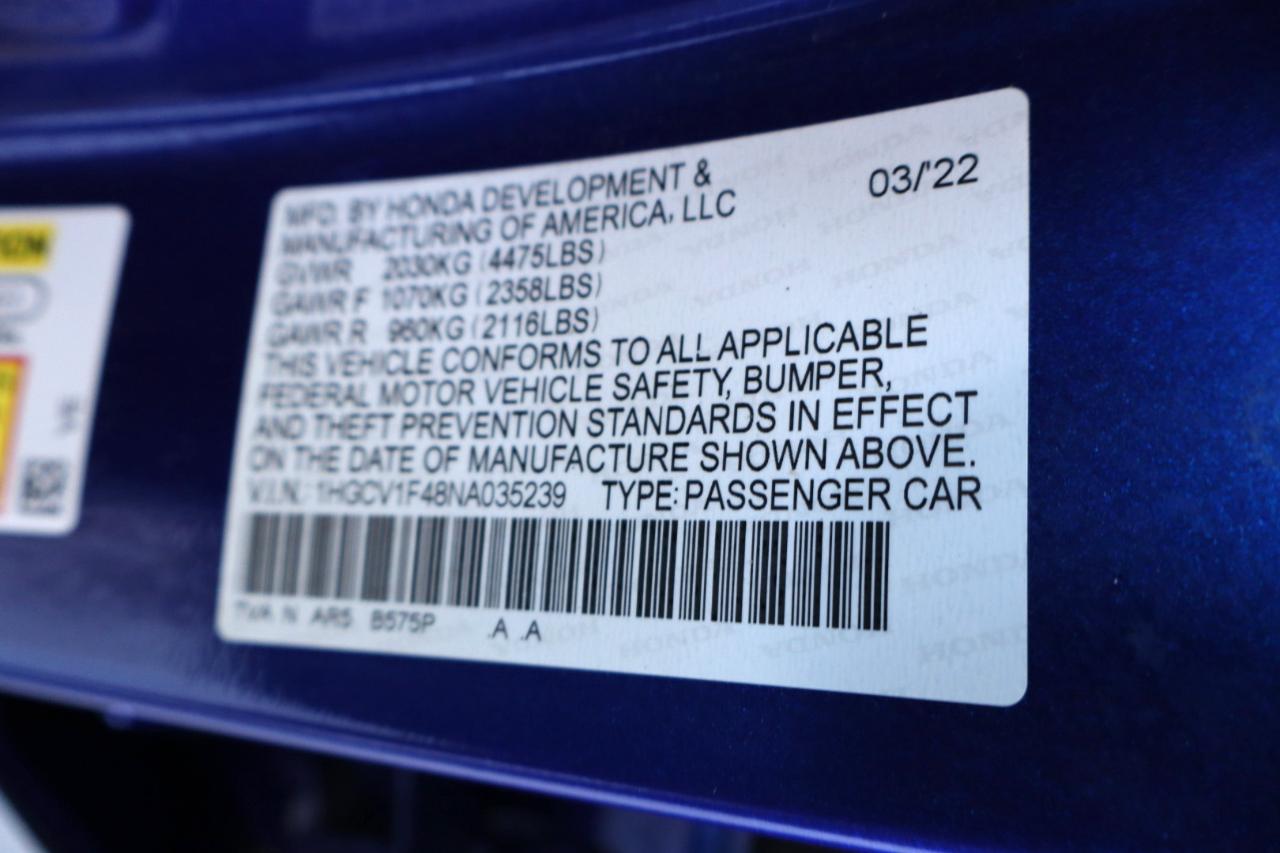 MFD. BY HONDA DEVELOPMENT &
MANUFACTURING OF AMERICA, LLC
03/'22
GVWR 2030KG (4475LBS)
GAWR F 1070KG (2358LBS)
GAWR R 960KG (2116LBS)
THIS VEHICLE CONFORMS TO ALL APPLICABLE
FEDERAL MOTOR VEHICLE SAFETY, BUMPER,
AND THEFT PREVENTION STANDARDS IN EFFECT
ON THE DATE OF MANUFACTURE SHOWN ABOVE.
V.I.N.: 1HGCV1F48NA035239 TYPE: PASSENGER CAR
TVA N AR5 B575P .A .A